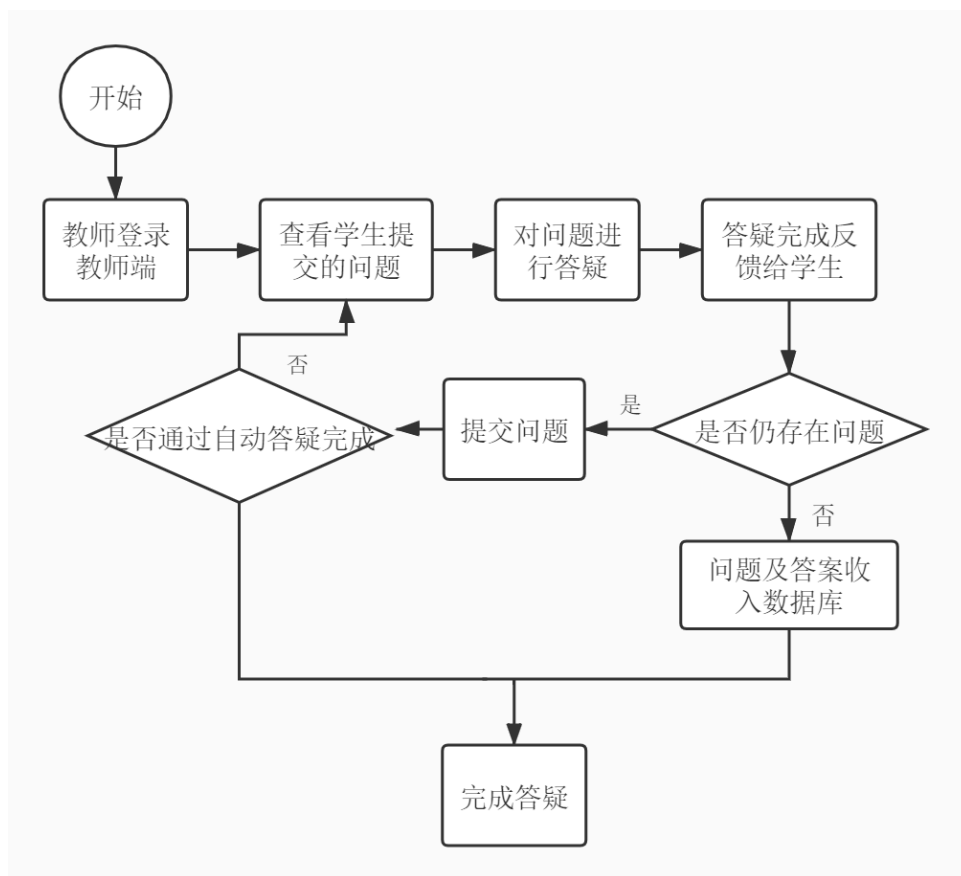 开始
教师登录
教师端
查看学生提
交的问题
对问题进
行答疑
答疑完成反
馈给学生
否
是否通过自动答疑完成
提交问题
是
是否仍存在问题
否
问题及答案收
入数据库
完成答疑